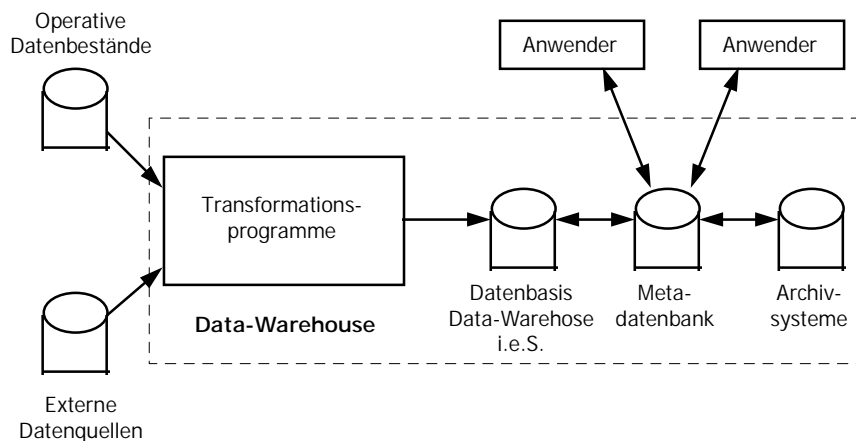 Operative
Datenbestände
Anwender
Anwender
Transformations-
programme
Data-Warehouse
Datenbasis
Data-Warehose
i.e.S.
Meta-
datenbank
Archiv-
systeme
Externe
Datenquellen